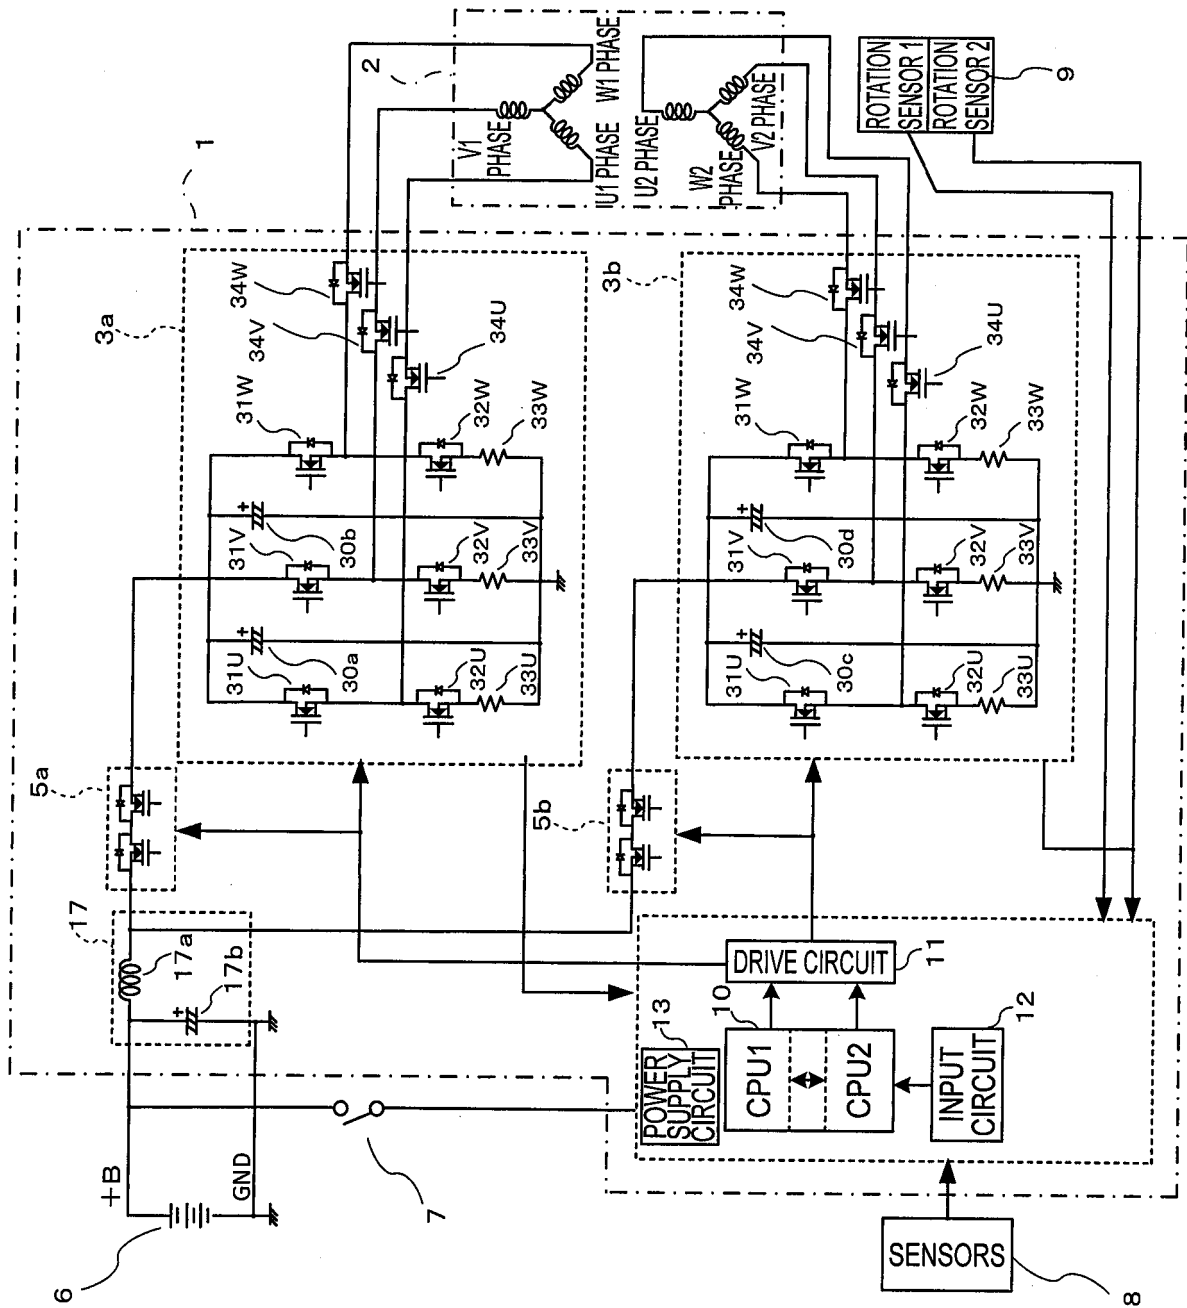 1
2
V1
PHASE
W1 PHASE
U1 PHASE
U2 PHASE
W2
PHASE
V2 PHASE
ROTATION
SENSOR 1
ROTATION
SENSOR 2
9
3a
34W
34V
34U
31W
32W
33W
30b
31V
32V
33V
30a
31U
32U
33U
3b
34W
34V
34U
31W
32W
33W
30d
31V
32V
33V
30c
31U
32U
33U
5a
5b
17
17a
17b
DRIVE CIRCUIT
11
10
CPU1
CPU2
13
POWER
SUPPLY
CIRCUIT
12
INPUT
CIRCUIT
+B
GND
6
7
SENSORS
8
+
+
+
+
+